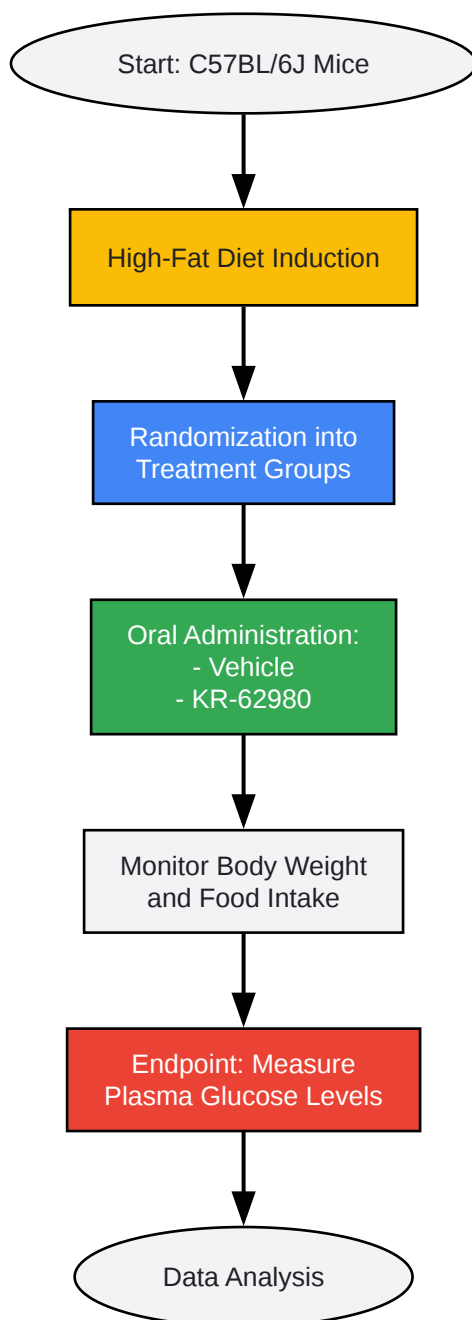 Start: C57BL/6J Mice
High-Fat Diet Induction
Randomization into
Treatment Groups
Oral Administration:
- Vehicle
- KR-62980
Monitor Body Weight
and Food Intake
Endpoint: Measure
Plasma Glucose Levels
Data Analysis